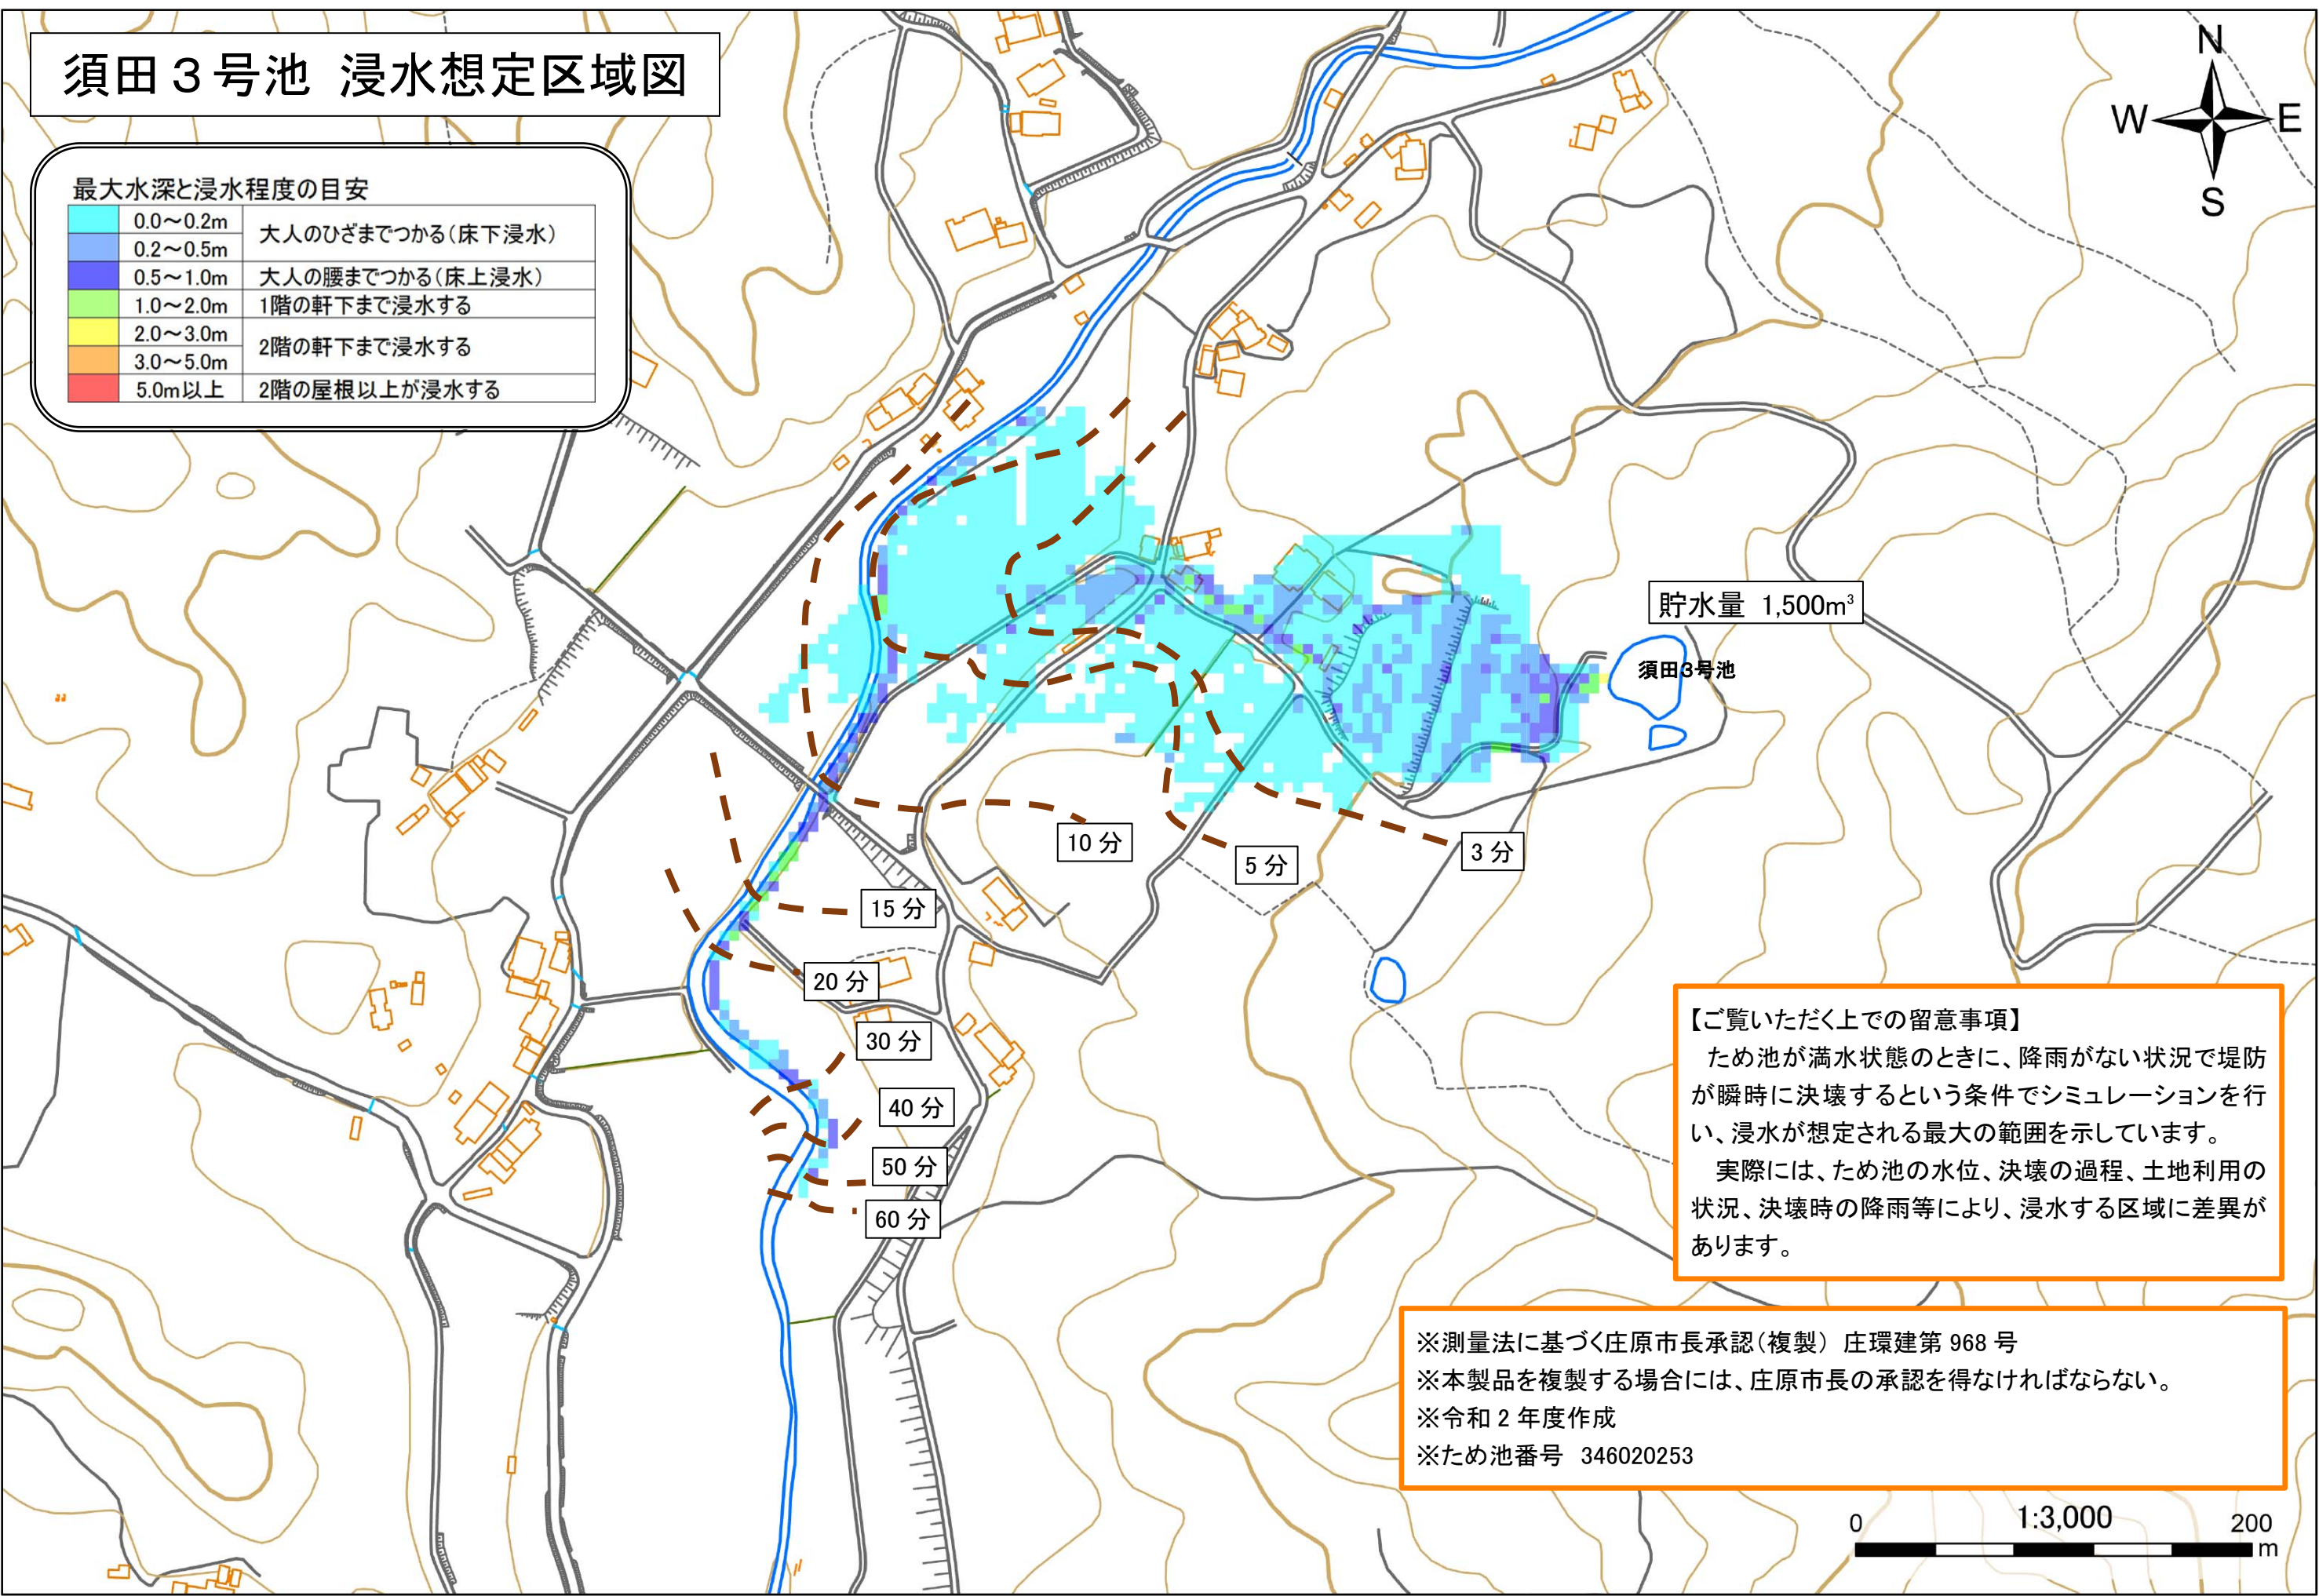 須田３号池 浸水想定区域図
N
W
E
S
最大水深と浸水程度の目安
0.0～0.2m
大人のひざまでつかる（床下浸水）
0.2～0.5m
0.5～1.0m 大人の腰までつかる（床上浸水）
1.0～2.0m 1階の軒下まで浸水する
2.0～3.0m
2階の軒下まで浸水する
3.0～5.0m
5.0m以上 2階の屋根以上が浸水する
貯水量 1,500m³
須田3号池
10 分
5 分
3 分
15 分
20 分
30 分
40 分
50 分
60 分
【ご覧いただく上での留意事項】
ため池が満水状態のときに、降雨がない状況で堤防
が瞬時に決壊するという条件でシミュレーションを行
い、浸水が想定される最大の範囲を示しています。
実際には、ため池の水位、決壊の過程、土地利用の
状況、決壊時の降雨等により、浸水する区域に差異が
あります。
※測量法に基づく庄原市長承認（複製） 庄環建第 968 号
※本製品を複製する場合には、庄原市長の承認を得なければならない。
※令和 2 年度作成
※ため池番号 346020253
0 1:3,000 200
m